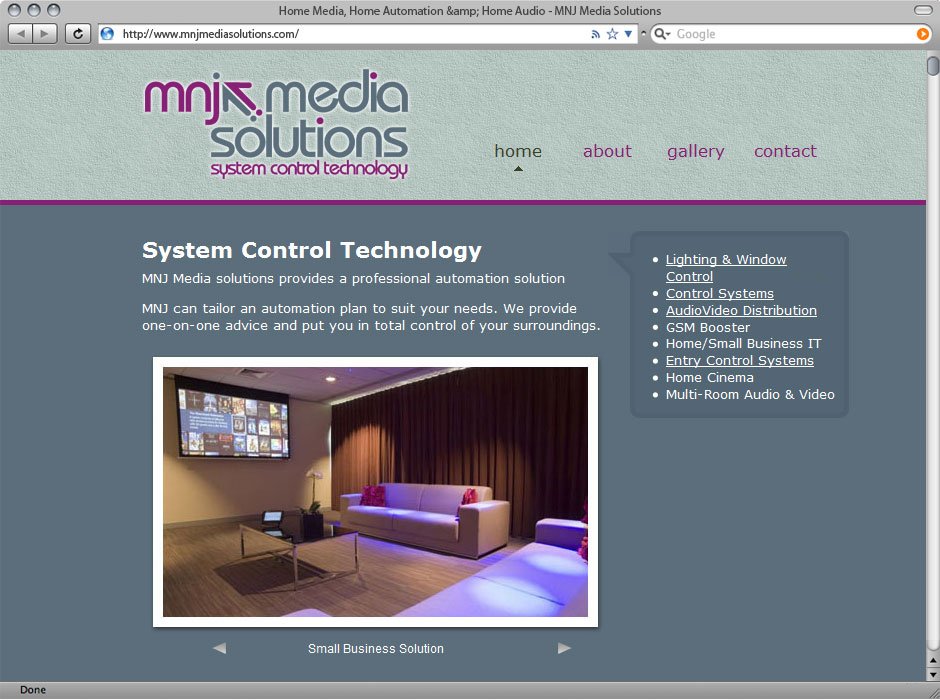 Home Media, Home Automation &amp; Home Audio - MNJ Media Solutions
http://www.mnjmediasolutions.com/
Google
mnj media
solutions
system control technology
home about gallery contact
System Control Technology
MNJ Media solutions provides a professional automation solution
MNJ can tailor an automation plan to suit your needs. We provide
one-on-one advice and put you in total control of your surroundings.
Lighting & Window
Control
Control Systems
AudioVideo Distribution
GSM Booster
Home/Small Business IT
Entry Control Systems
Home Cinema
Multi-Room Audio & Video
Small Business Solution
Done